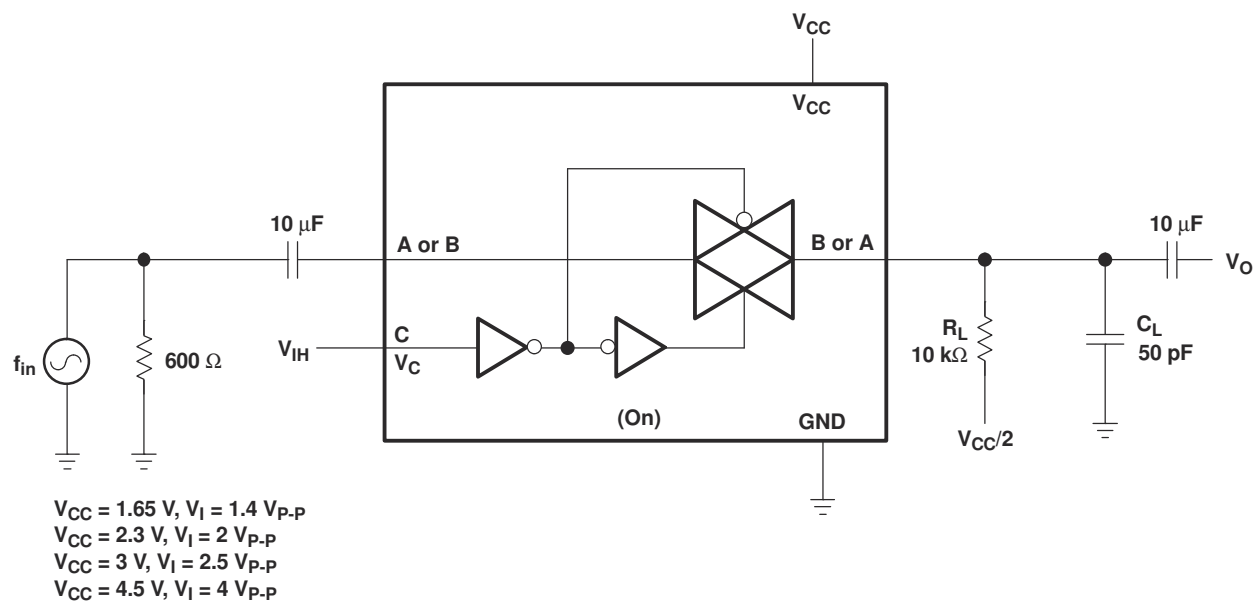 VCC
VCC
10 μF
A or B
B or A
10 μF
VO
fin
600 Ω
VIH
C
VC
RL
10 kΩ
CL
50 pF
(On)
GND
VCC/2
VCC = 1.65 V, VI = 1.4 VP-P
VCC = 2.3 V, VI = 2 VP-P
VCC = 3 V, VI = 2.5 VP-P
VCC = 4.5 V, VI = 4 VP-P